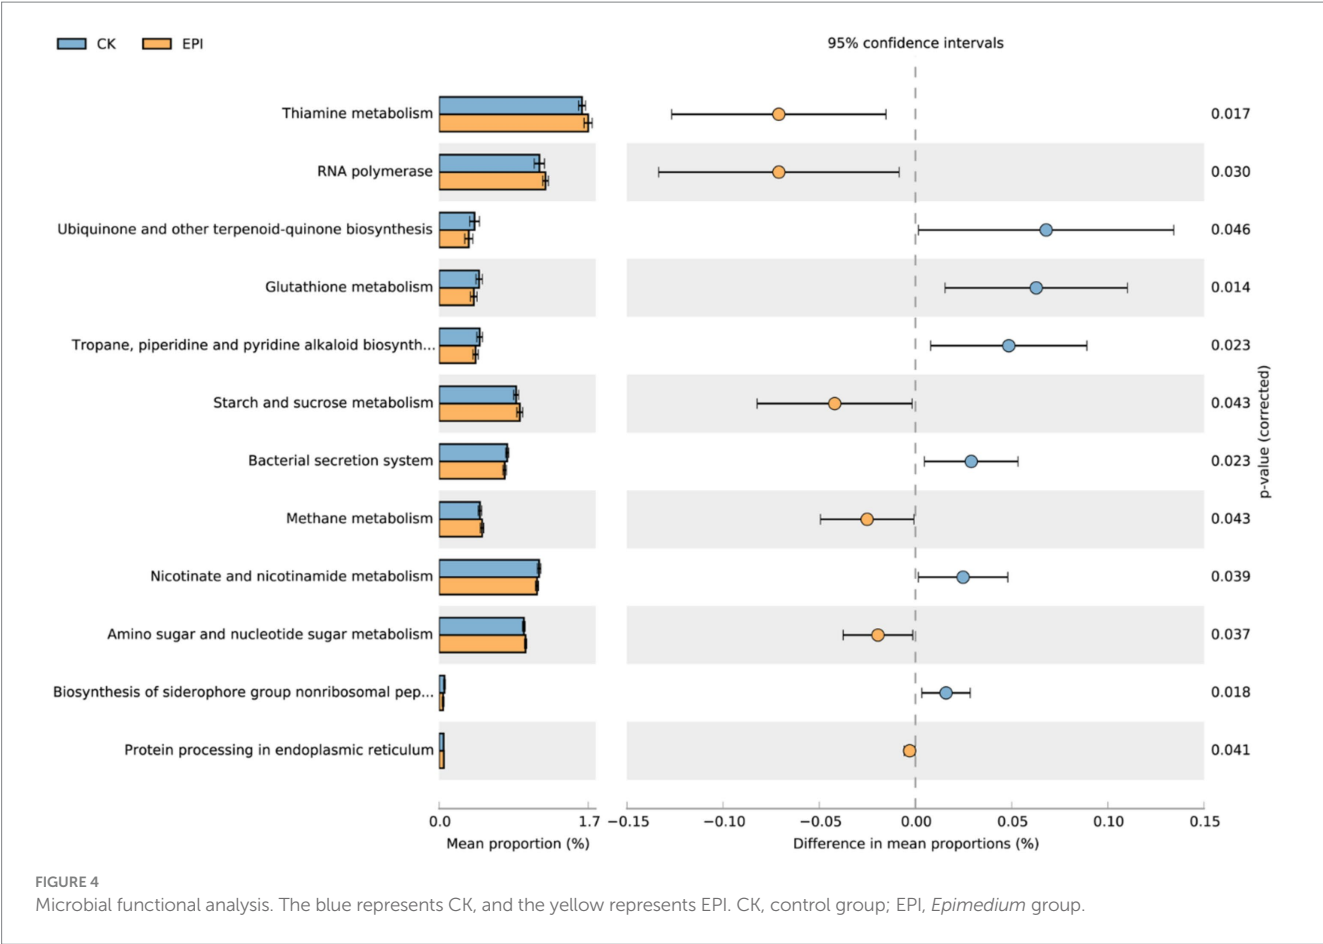 CK EPI
95% confidence intervals
Thiamine metabolism 0.017
RNA polymerase 0.030
Ubiquinone and other terpenoid-quinone biosynthesis 0.046
Glutathione metabolism 0.014
Tropane, piperidine and pyridine alkaloid biosynth... 0.023
Starch and sucrose metabolism 0.043
Bacterial secretion system 0.023
Methane metabolism 0.043
Nicotinate and nicotinamide metabolism 0.039
Amino sugar and nucleotide sugar metabolism 0.037
Biosynthesis of siderophore group nonribosomal pep... 0.018
Protein processing in endoplasmic reticulum 0.041
p-value (corrected)
0.0 1.7 −0.15 −0.10 −0.05 0.00 0.05 0.10 0.15
Mean proportion (%) Difference in mean proportions (%)
FIGURE 4
Microbial functional analysis. The blue represents CK, and the yellow represents EPI. CK, control group; EPI, Epimedium group.